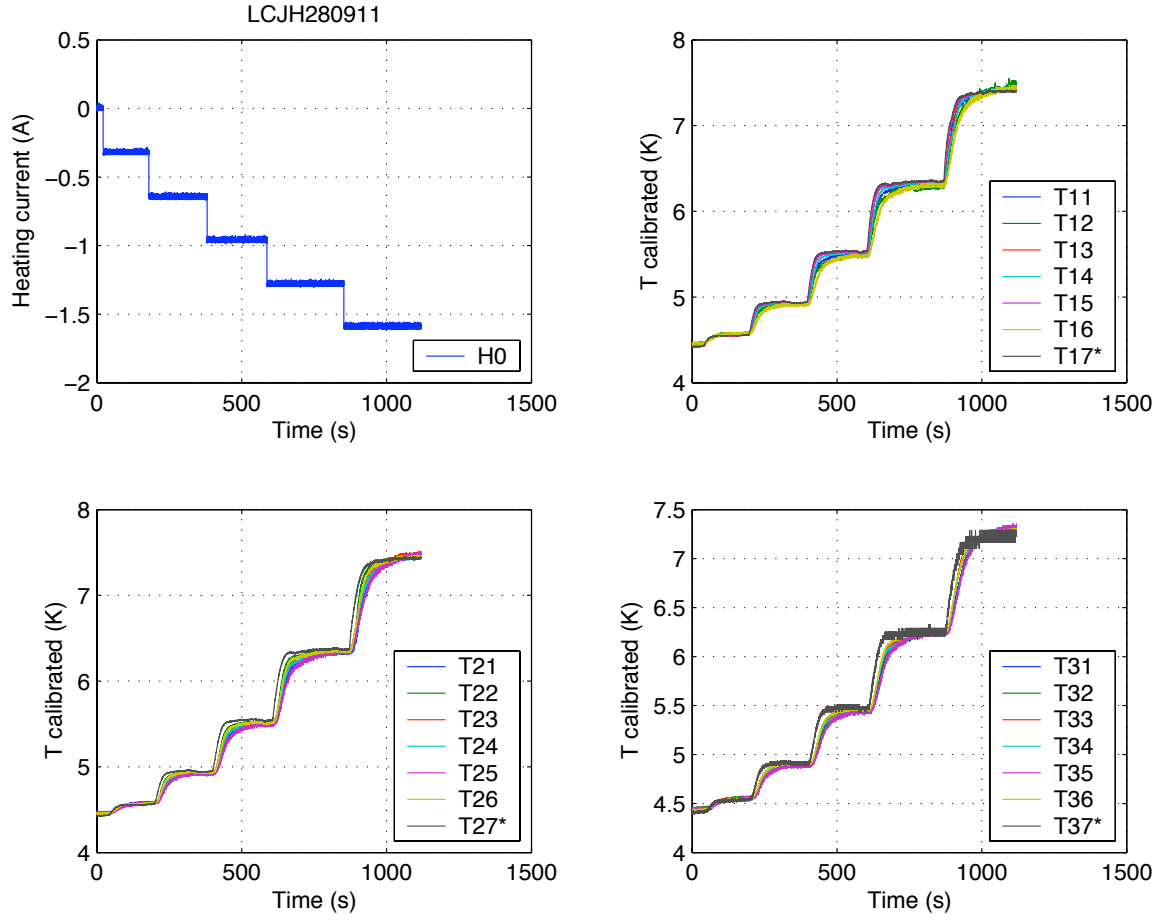 LCJH280911
0.5
0
−0.5
−1
−1.5
−2
Heating current (A)
H0
0
500
1000
1500
Time (s)
8
7
6
5
4
T calibrated (K)
T11
T12
T13
T14
T15
T16
T17*
0
500
1000
1500
Time (s)
8
7
6
5
4
T calibrated (K)
T21
T22
T23
T24
T25
T26
T27*
0
500
1000
1500
Time (s)
7.5
7
6.5
6
5.5
5
4.5
4
T calibrated (K)
T31
T32
T33
T34
T35
T36
T37*
0
500
1000
1500
Time (s)